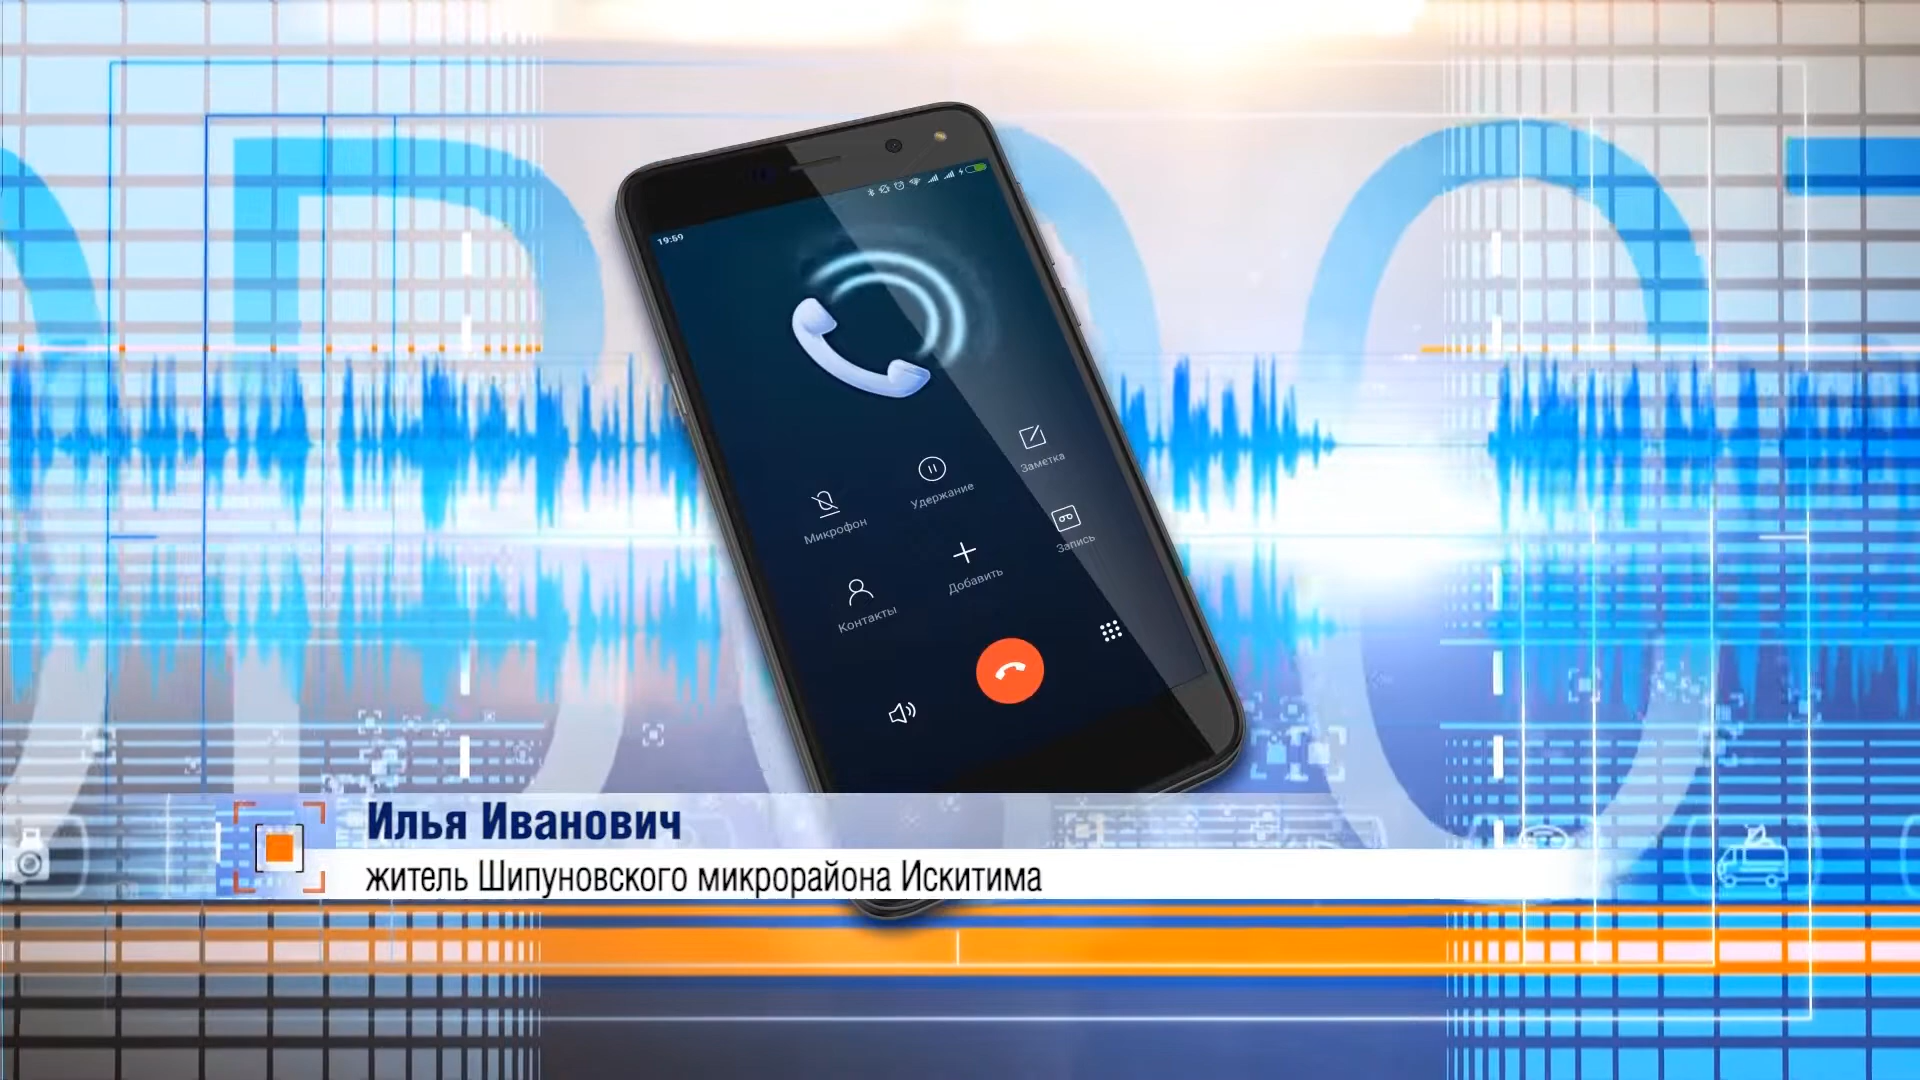 19:59
Микрофон
Удержание
Заметка
Контакты
Добавить
Запись
Илья Иванович
житель Шипуновского микрорайона Искитима